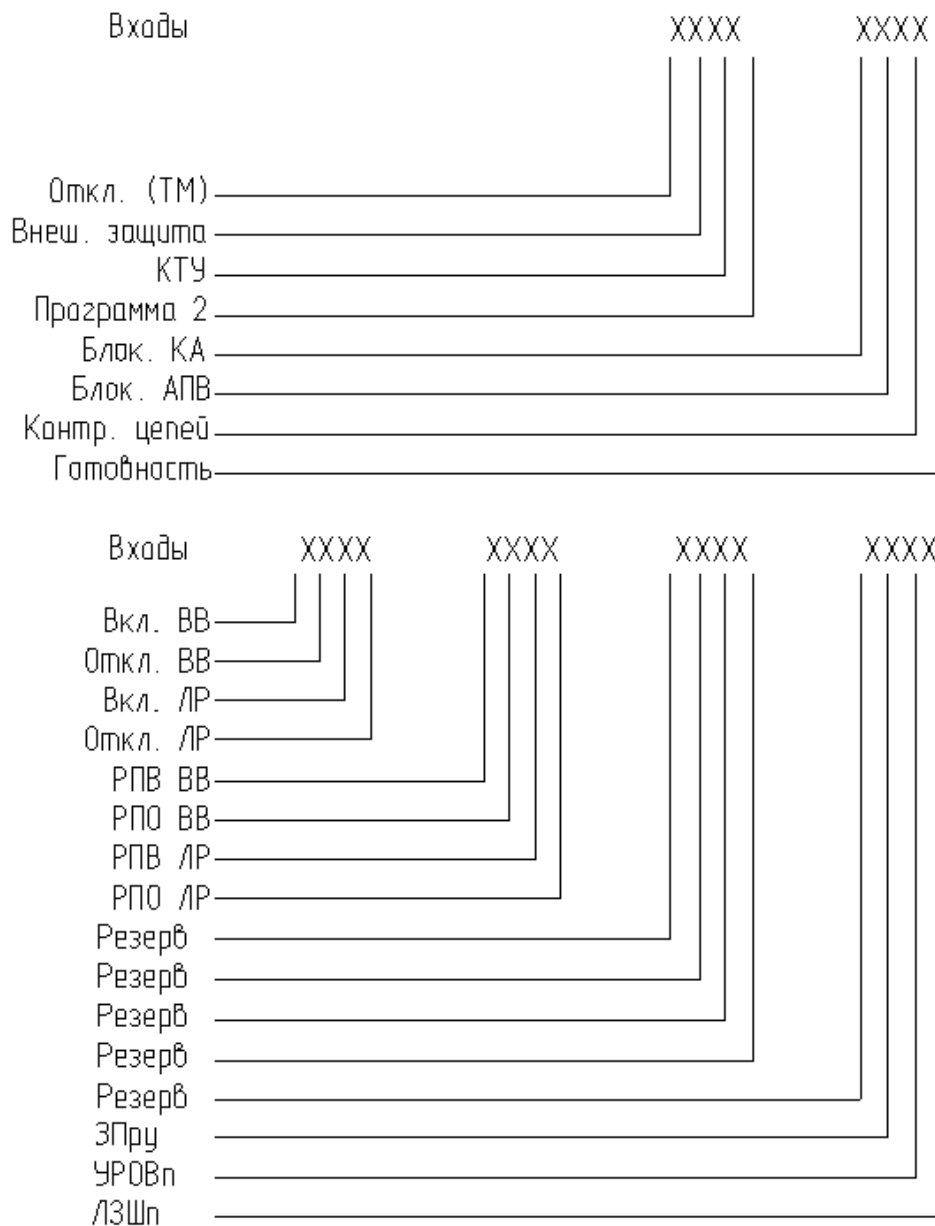 Входы XXXX XXXX
Откл. (ТМ)
Внеш. защита
КТУ
Программа 2
Блок. КА
Блок. АПВ
Контр. цепей
Готовность
Входы XXXX XXXX XXXX XXXX
Вкл. ВВ
Откл. ВВ
Вкл. ЛР
Откл. ЛР
РПВ ВВ
РПО ВВ
РПВ ЛР
РПО ЛР
Резерв
Резерв
Резерв
Резерв
Резерв
ЗПру
УРОВп
ЛЗШп